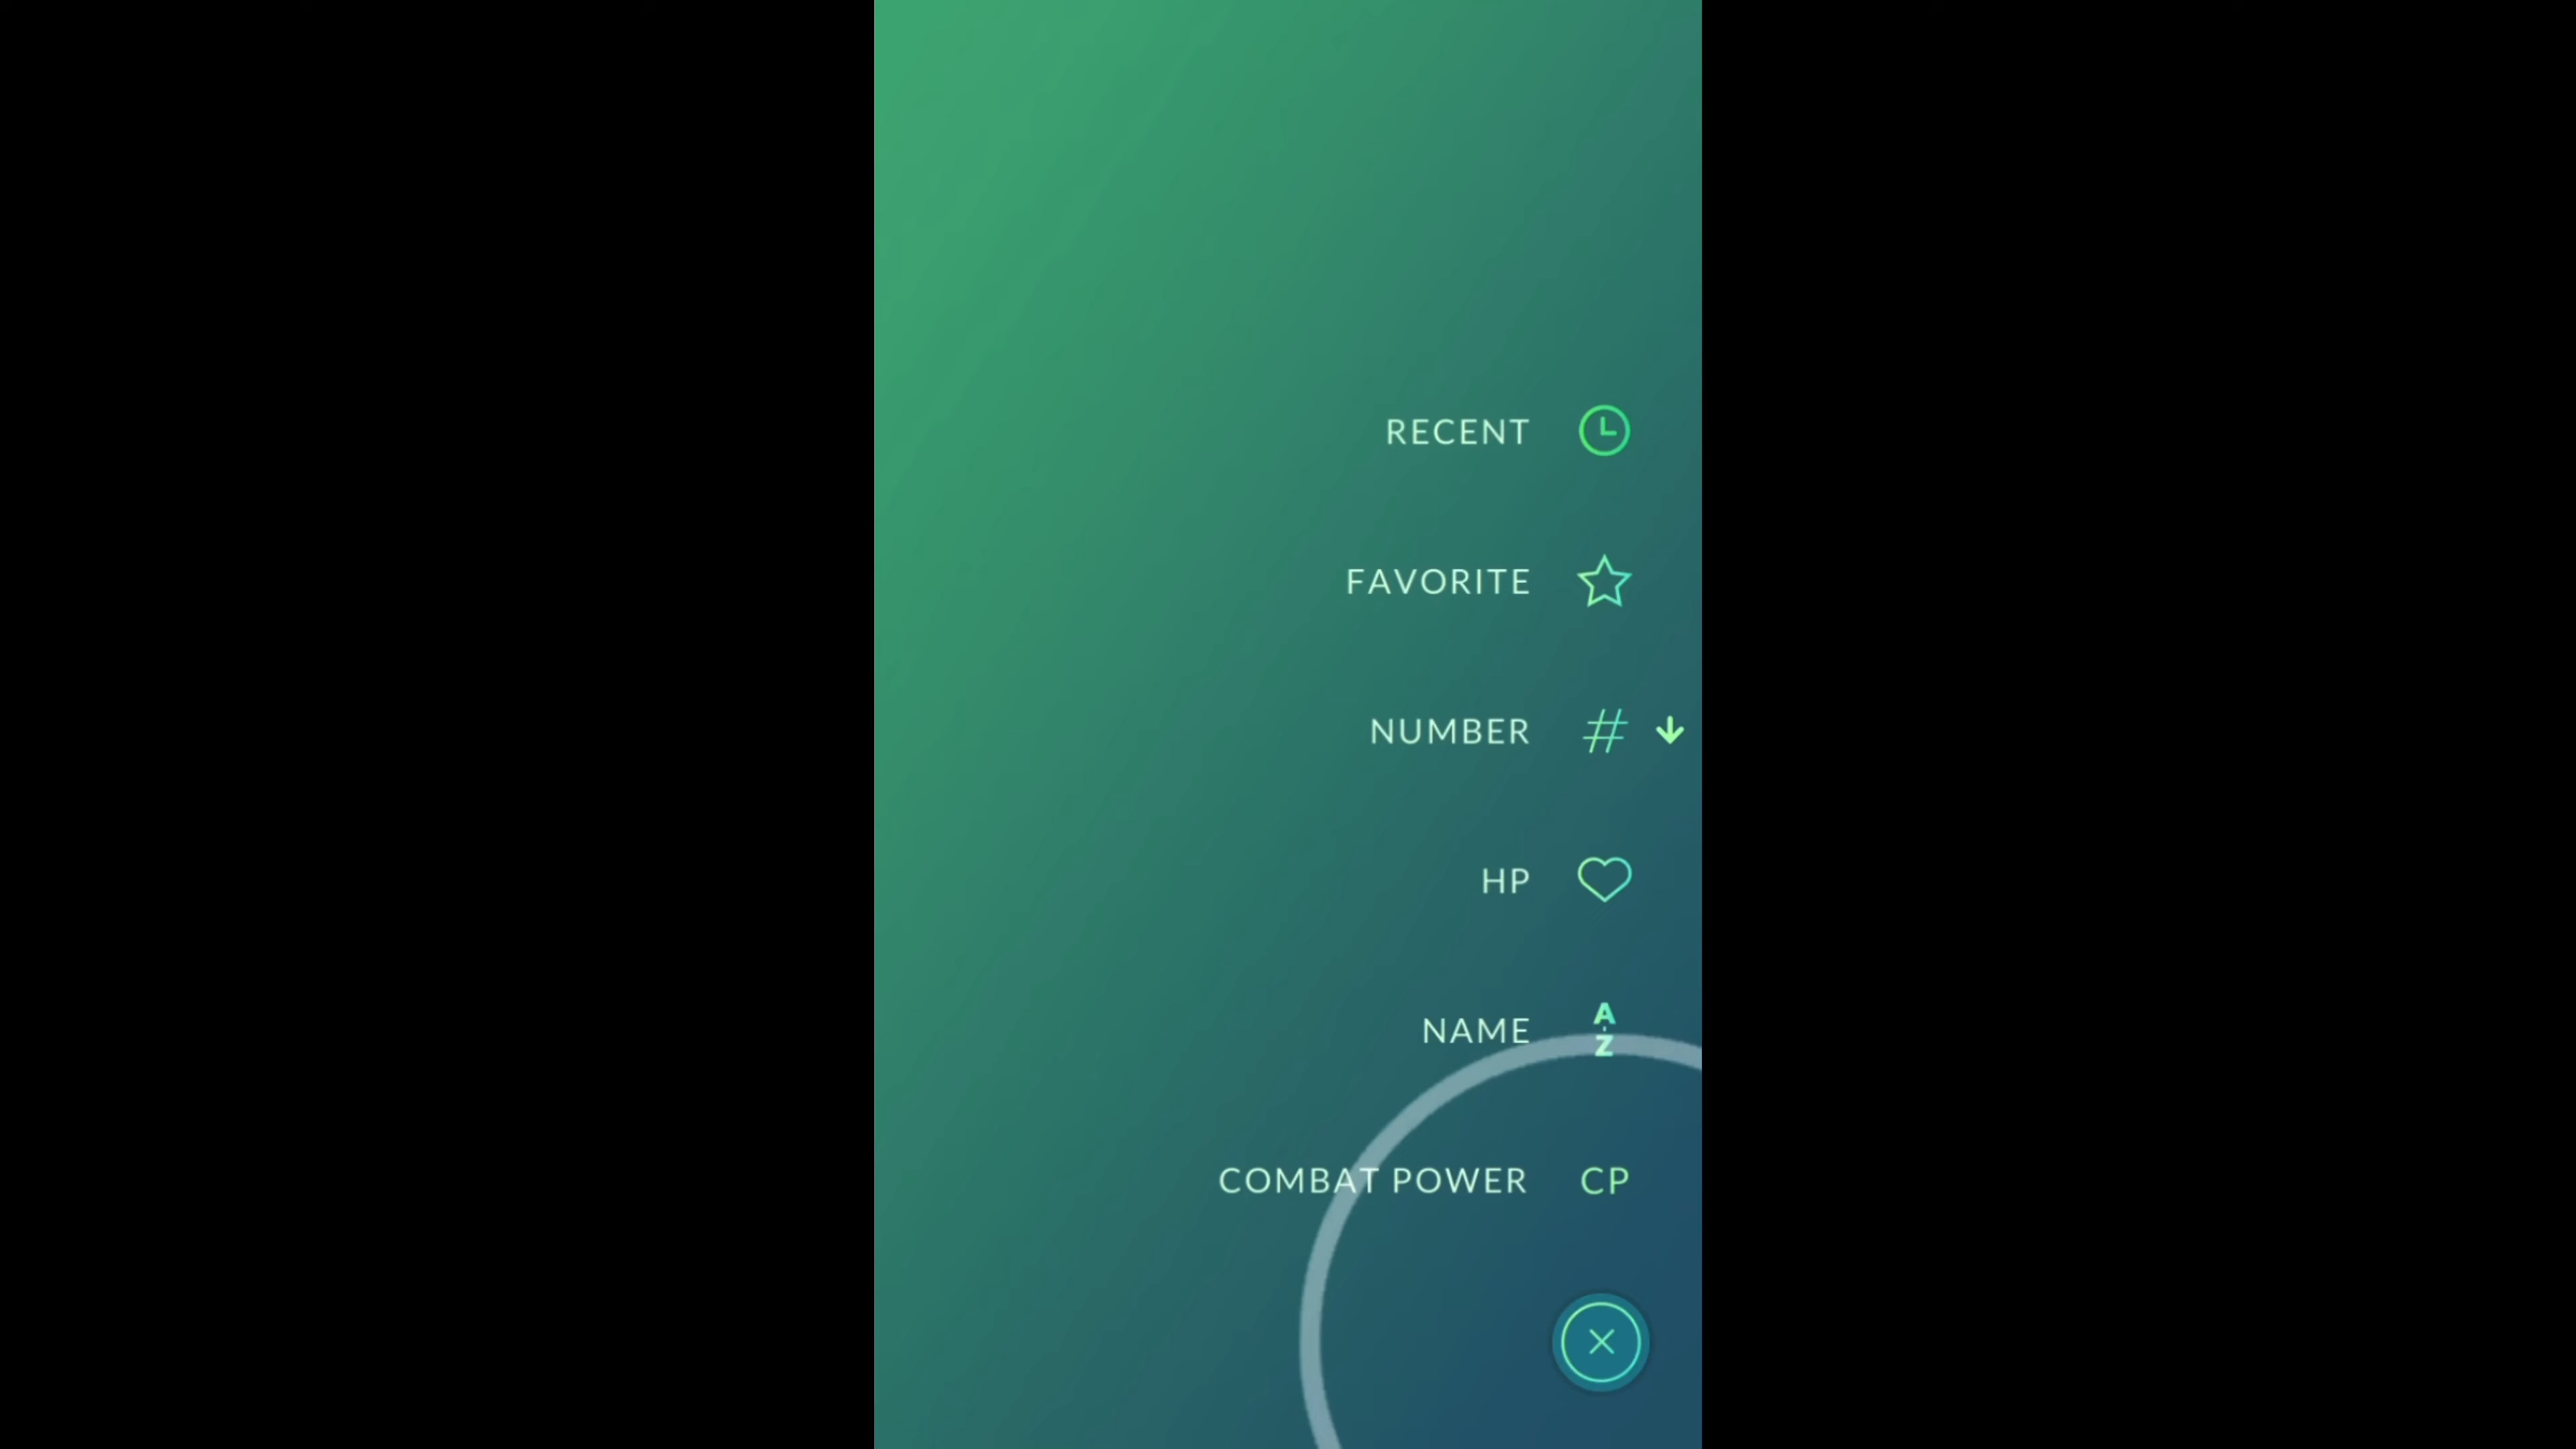 RECENT
FAVORITE
NUMBER #
HP
NAME A-Z
COMBAT POWER CP